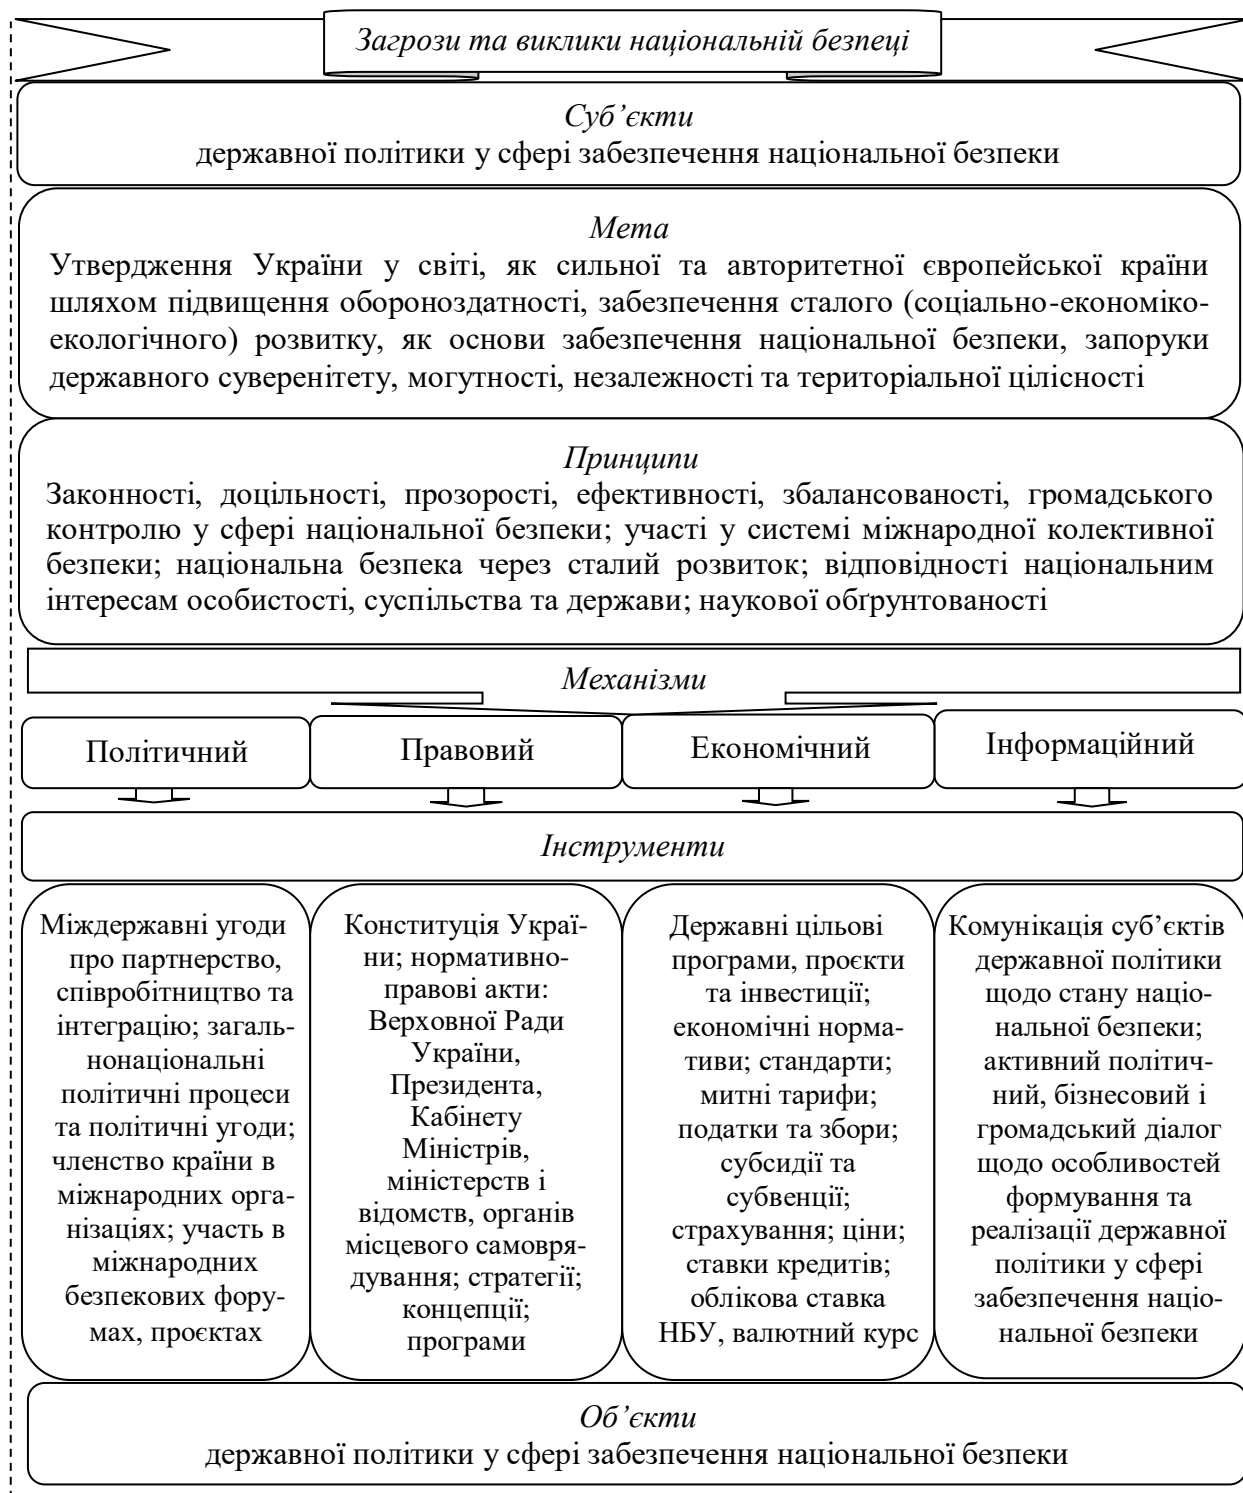 Загрози та виклики національній безпеці
Суб’єкти
державної політики у сфері забезпечення національної безпеки
Мета
Утвердження України у світі, як сильної та авторитетної європейської країни
шляхом підвищення обороноздатності, забезпечення сталого (соціально-економіко-
екологічного) розвитку, як основи забезпечення національної безпеки, запоруки
державного суверенітету, могутності, незалежності та територіальної цілісності
Принципи
Законності, доцільності, прозорості, ефективності, збалансованості, громадського
контролю у сфері національної безпеки; участі у системі міжнародної колективної
безпеки; національна безпека через сталий розвиток; відповідності національним
інтересам особистості, суспільства та держави; наукової обґрунтованості
Механізми
Політичний
Правовий
Економічний
Інформаційний
Інструменти
Міждержавні угоди
про партнерство,
співробітництво та
інтеграцію; загаль-
нонаціональні
політичні процеси
та політичні угоди;
членство країни в
міжнародних орга-
нізаціях; участь в
міжнародних
безпекових фору-
мах, проєктах
Конституція Украї-
ни; нормативно-
правові акти:
Верховної Ради
України,
Президента,
Кабінету
Міністрів,
міністерств і
відомств, органів
місцевого самовря-
дування; стратегії;
концепції;
програми
Державні цільові
програми, проєкти
та інвестиції;
економічні норма-
тиви; стандарти;
митні тарифи;
податки та збори;
субсидії та
субвенції;
страхування; ціни;
ставки кредитів;
облікова ставка
НБУ, валютний курс
Комунікація суб’єктів
державної політики
щодо стану націо-
нальної безпеки;
активний політич-
ний, бізнесовий і
громадський діалог
щодо особливостей
формування та
реалізації державної
політики у сфері
забезпечення націо-
нальної безпеки
Об’єкти
державної політики у сфері забезпечення національної безпеки